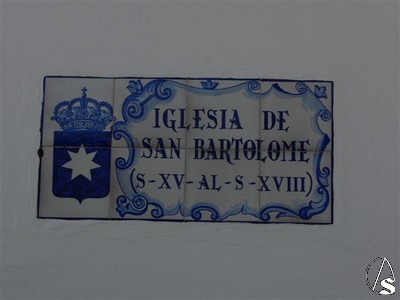 IGLESIA DE
SAN BARTOLOME
(S-XV-AL-S-XVIII)